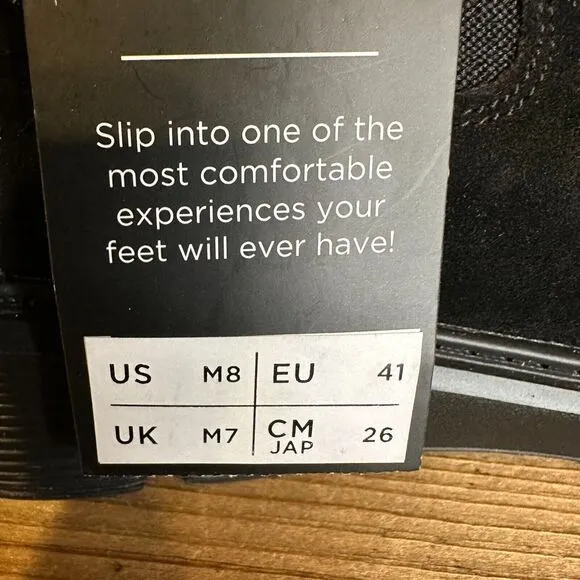 Slip into one of the
most comfortable
experiences your
feet will ever have!
US M8 EU 41
UK M7 CM JAP 26